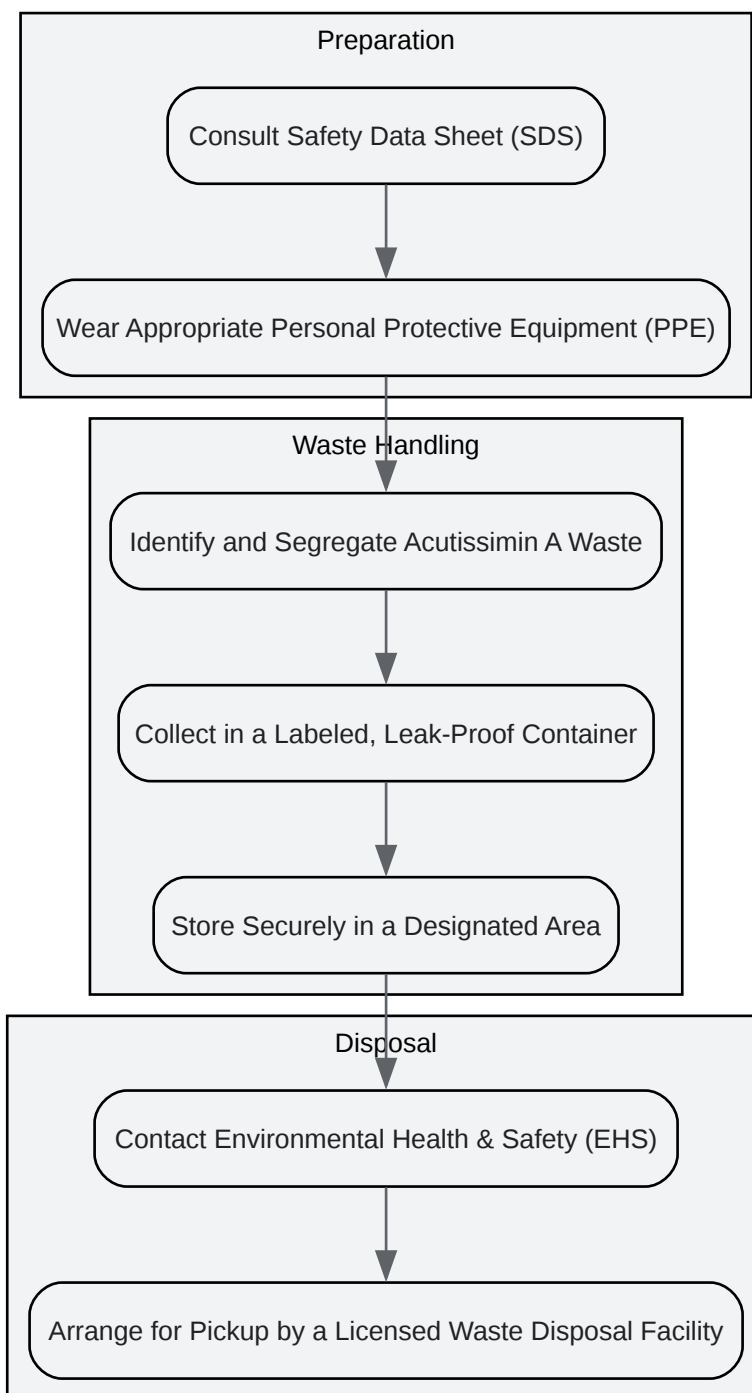 Preparation
Consult Safety Data Sheet (SDS)
Wear Appropriate Personal Protective Equipment (PPE)
Waste Handling
Identify and Segregate Acutissimin A Waste
Collect in a Labeled, Leak-Proof Container
Store Securely in a Designated Area
Disposal
Contact Environmental Health & Safety (EHS)
Arrange for Pickup by a Licensed Waste Disposal Facility